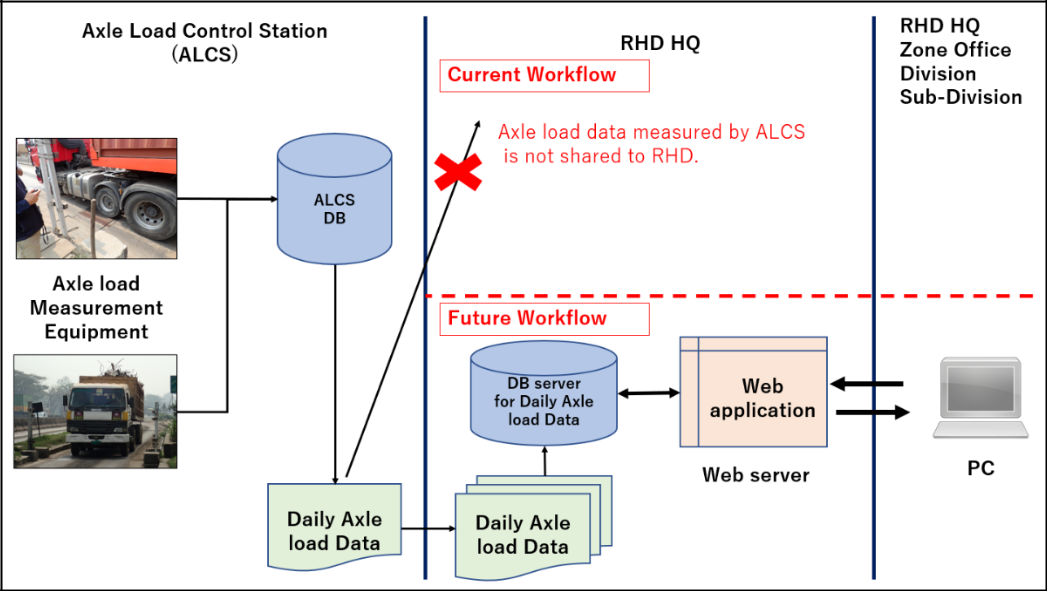 Axle Load Control Station
(ALCS)
RHD HQ
RHD HQ
Zone Office
Division
Sub-Division
Current Workflow
Axle load data measured by ALCS
is not shared to RHD.
ALCS
DB
Axle load
Measurement
Equipment
Future Workflow
DB server
for Daily Axle
load Data
Web
application
Web server
PC
Daily Axle
load Data
Daily Axle
load Data